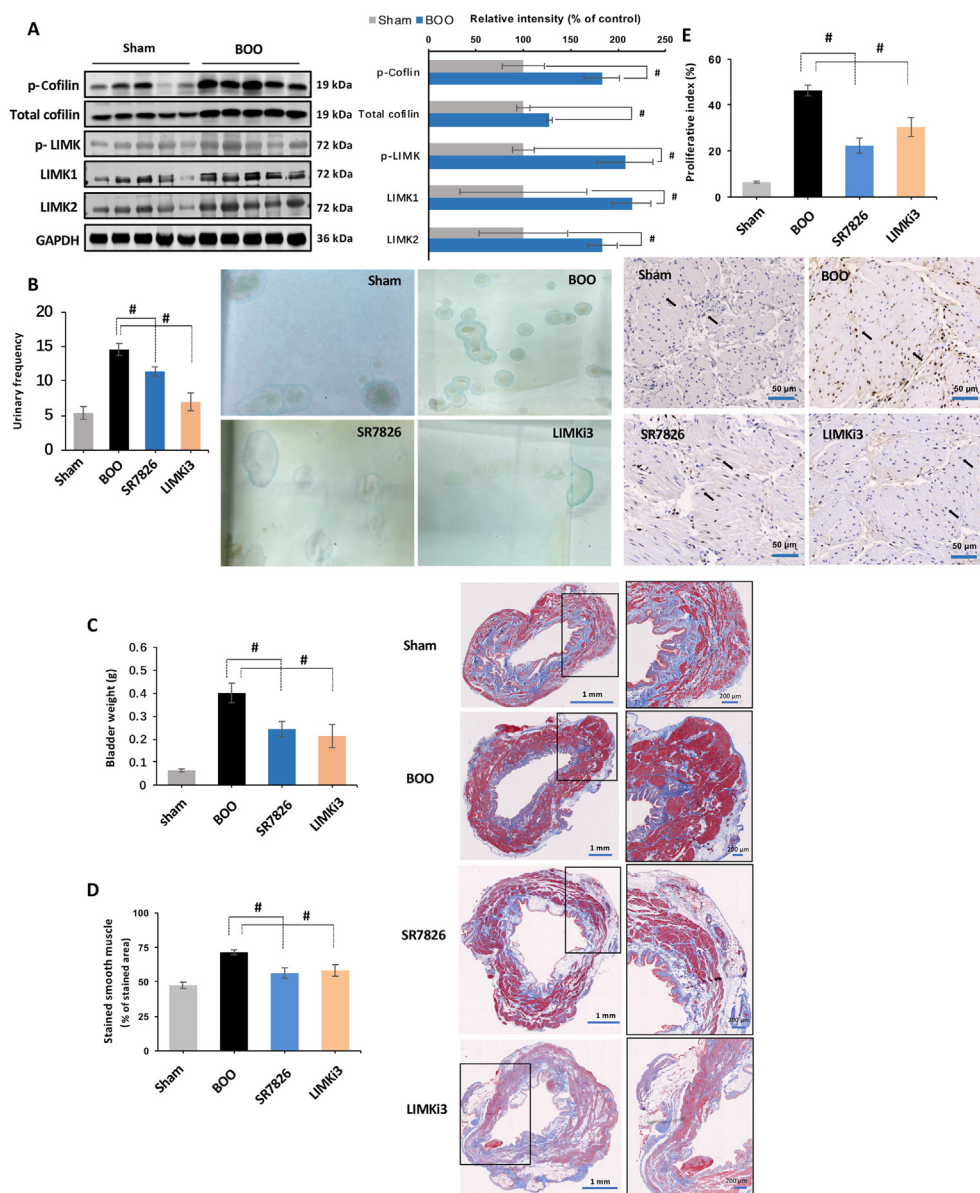 A
Sham
BOO
p-Cofilin
19 kDa
Total cofilin
19 kDa
p- LIMK
72 kDa
LIMK1
72 kDa
LIMK2
72 kDa
GAPDH
36 kDa
Sham
BOO
Relative intensity (% of control)
0
50
100
150
200
250
p-Coflin
#
Total cofilin
#
p-LIMK
#
LIMK1
#
LIMK2
#
E
Proliferative index (%)
60
40
20
0
#
#
Sham
BOO
SR7826
LIMKi3
Sham
50 µm
BOO
50 µm
SR7826
50 µm
LIMKi3
50 µm
B
Urinary frequency
20
15
10
5
0
#
#
Sham
BOO
SR7826
LIMKi3
Sham
BOO
SR7826
LIMKi3
C
Bladder weight (g)
0.6
0.5
0.4
0.3
0.2
0.1
0
#
#
sham
BOO
SR7826
LIMKi3
D
Stained smooth muscle
(% of stained area)
100
75
50
25
0
#
#
Sham
BOO
SR7826
LIMKi3
Sham
1 mm
200 µm
BOO
1 mm
200 µm
SR7826
1 mm
200 µm
LIMKi3
1 mm
200 µm